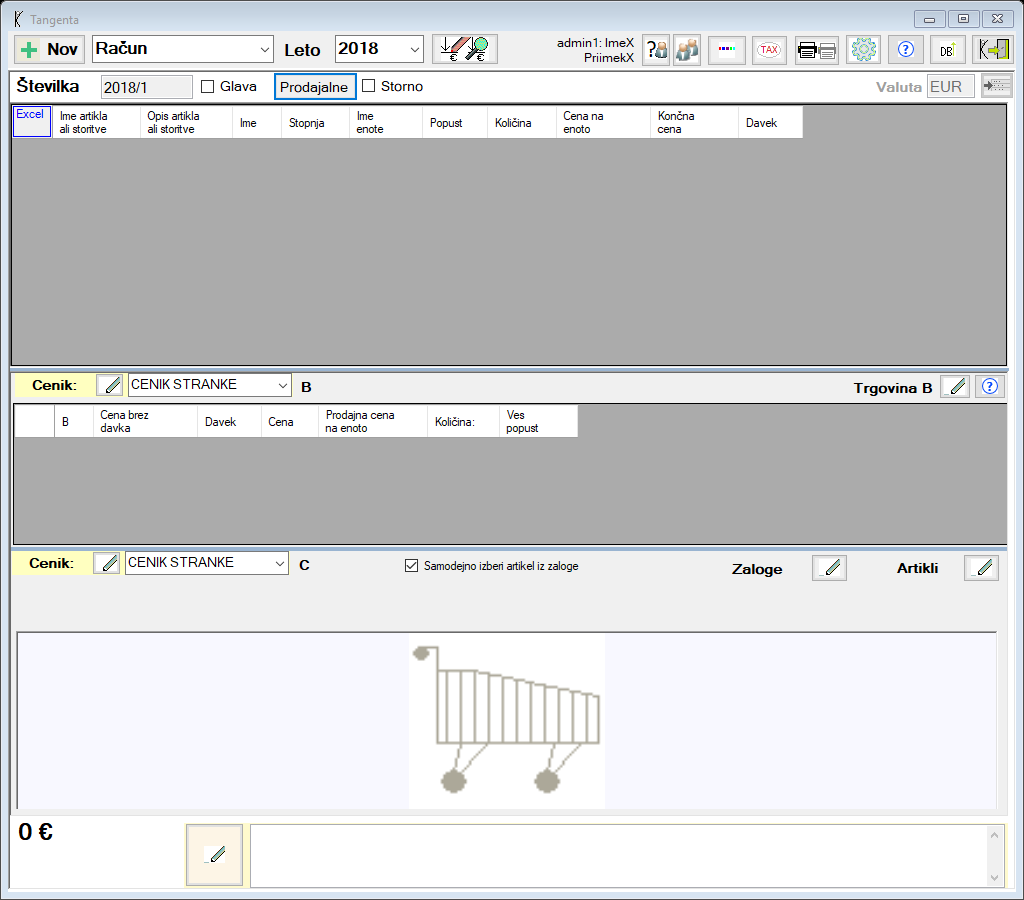 Tangenta
Nov
Račun
Leto
2018
€
€
admin1: ImeX
PriimekX
?
TAX
?
DB
Številka
2018/1
Glava
Prodajalne
Storno
Valuta
EUR
Excel
Ime artikla
ali storitve
Opis artikla
ali storitve
Ime
Stopnja
Ime
enote
Popust
Količina
Cena na
enoto
Končna
cena
Davek
Cenik:
CENIK STRANKE
B
Trgovina B
?
B
Cena brez
davka
Davek
Cena
Prodajna cena
na enoto
Količina:
Ves
popust
Cenik:
CENIK STRANKE
C
Samodejno izberi artikel iz zaloge
Zaloge
Artikli
0 €